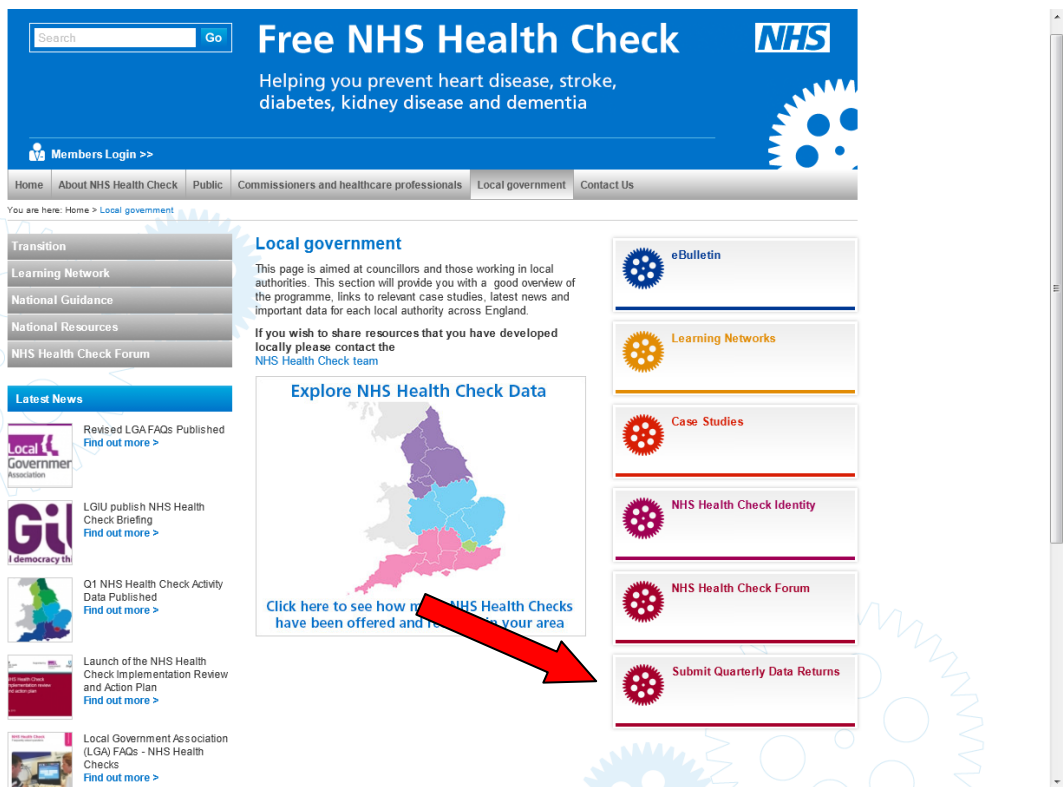 Search
Go
Free NHS Health Check
NHS
Helping you prevent heart disease, stroke,
diabetes, kidney disease and dementia
Members Login >>
Home
About NHS Health Check
Public
Commissioners and healthcare professionals
Local government
Contact Us
You are here: Home > Local government
Transition
Learning Network
National Guidance
National Resources
NHS Health Check Forum
Latest News
Local
Governmen
Association
Revised LGA FAQs Published
Find out more >
Gil
l democracy th
LGIU publish NHS Health
Check Briefing
Find out more >
Q1 NHS Health Check Activity
Data Published
Find out more >
Launch of the NHS Health
Check Implementation Review
and Action Plan
Find out more >
Local Government Association
(LGA) FAQs - NHS Health
Checks
Find out more >
Local government
This page is aimed at councillors and those working in local
authorities. This section will provide you with a good overview of
the programme, links to relevant case studies, latest news and
important data for each local authority across England.
If you wish to share resources that you have developed
locally please contact the
NHS Health Check team
Explore NHS Health Check Data
Click here to see how m NHS Health Checks
have been offered and re in your area
eBulletin
Learning Networks
Case Studies
NHS Health Check Identity
NHS Health Check Forum
Submit Quarterly Data Returns